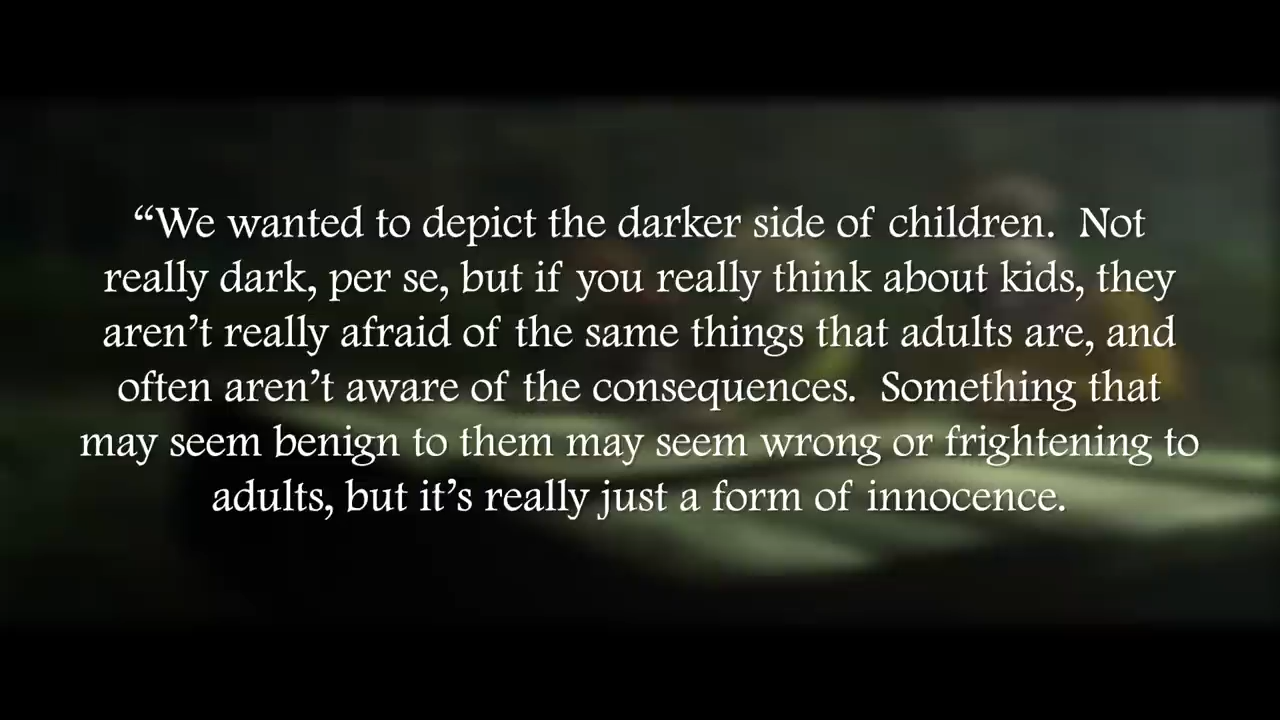 “We wanted to depict the darker side of children.  Not
really dark, per se, but if you really think about kids, they
aren’t really afraid of the same things that adults are, and
often aren’t aware of the consequences.  Something that
may seem benign to them may seem wrong or frightening to
adults, but it’s really just a form of innocence.